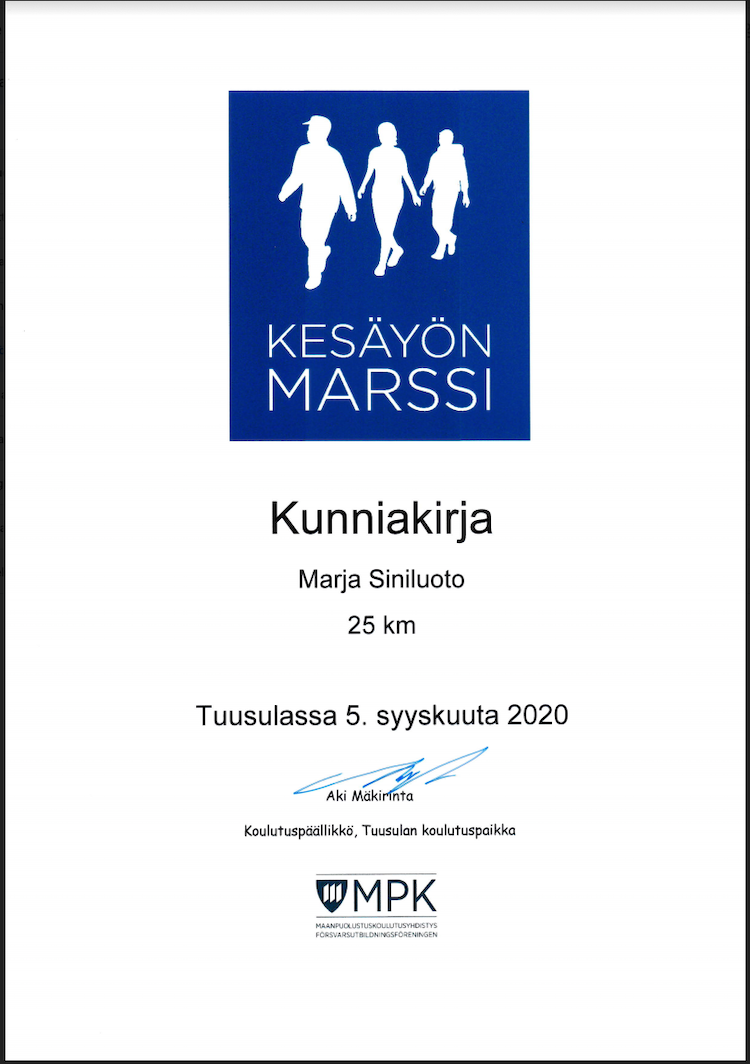 KESÄYÖN
MARSSI
Kunniakirja
Marja Siniluoto
25 km
Tuusulassa 5. syyskuuta 2020
Aki Mäkirinta
Koulutuspäällikkö, Tuusulan koulutuspaikka
MPK
MAANPUOLUSTUSKOULUTUSYHDISTYS
FÖRSVARSUTBILDNINGSFÖRENINGEN